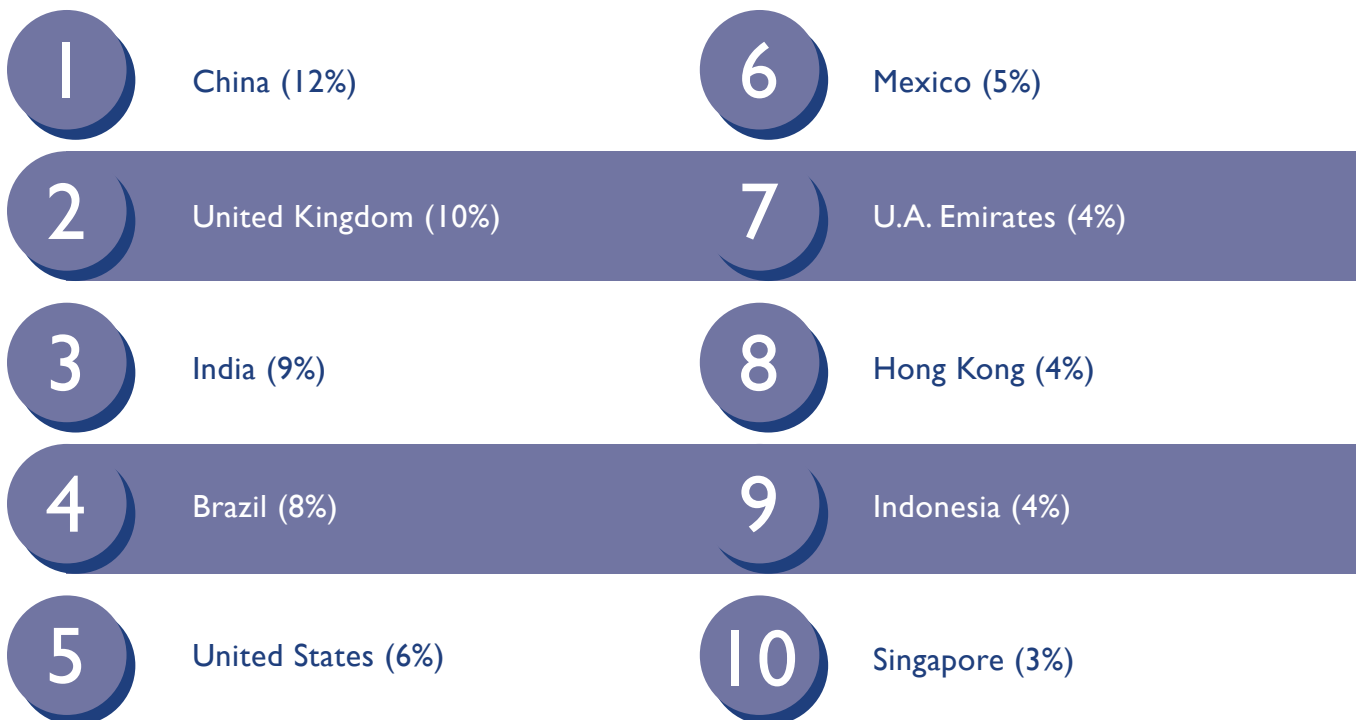 1
China (12%)
2
United Kingdom (10%)
3
India (9%)
4
Brazil (8%)
5
United States (6%)
6
Mexico (5%)
7
U.A. Emirates (4%)
8
Hong Kong (4%)
9
Indonesia (4%)
10
Singapore (3%)